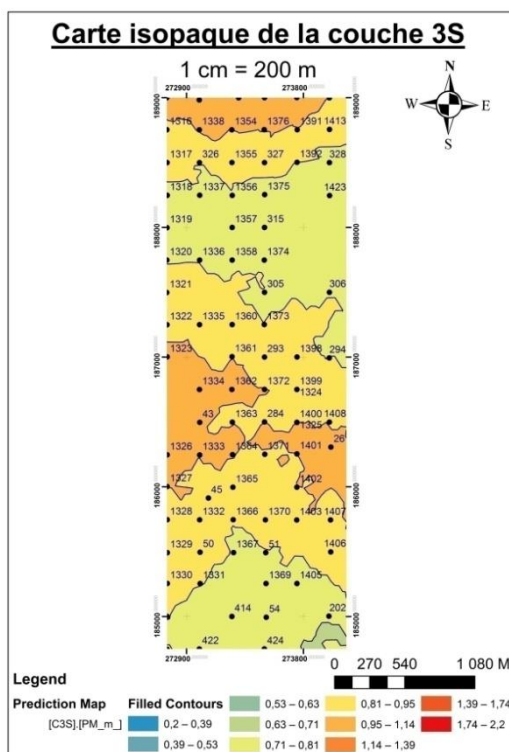 Carte isopaque de la couche 3S
1 cm = 200 m
272900 273800
N
W E
S
189000 189000
1338 1354 1376 1391 1413
1317 326 1355 327 1392 328
1318 1337 1356 1375 1423
1319 1357 315
188000 188000
1320 1336 1358 1374
1321 305 306
1322 1335 1360 1373
1323 1361 293 1398 294
187000 187000
1334 1362 1372 1399
1324
43 1363 284 1400 1408
1325 26
1326 1333 1364 1371 1401
1327 45 1365 1402
186000 186000
1328 1332 1366 1370 1403 1407
1329 50 1367 51 1406
1330 1331 1369 1405
414 54 202
185000 185000
422 424
272900 273800
0 270 540 1 080 M
Legend
Prediction Map Filled Contours
[C3S].[PM_m_]
0,2 – 0,39
0,39 – 0,53
0,53 – 0,63
0,63 – 0,71
0,71 – 0,81
0,81 – 0,95
0,95 – 1,14
1,14 – 1,39
1,39 – 1,74
1,74 – 2,2